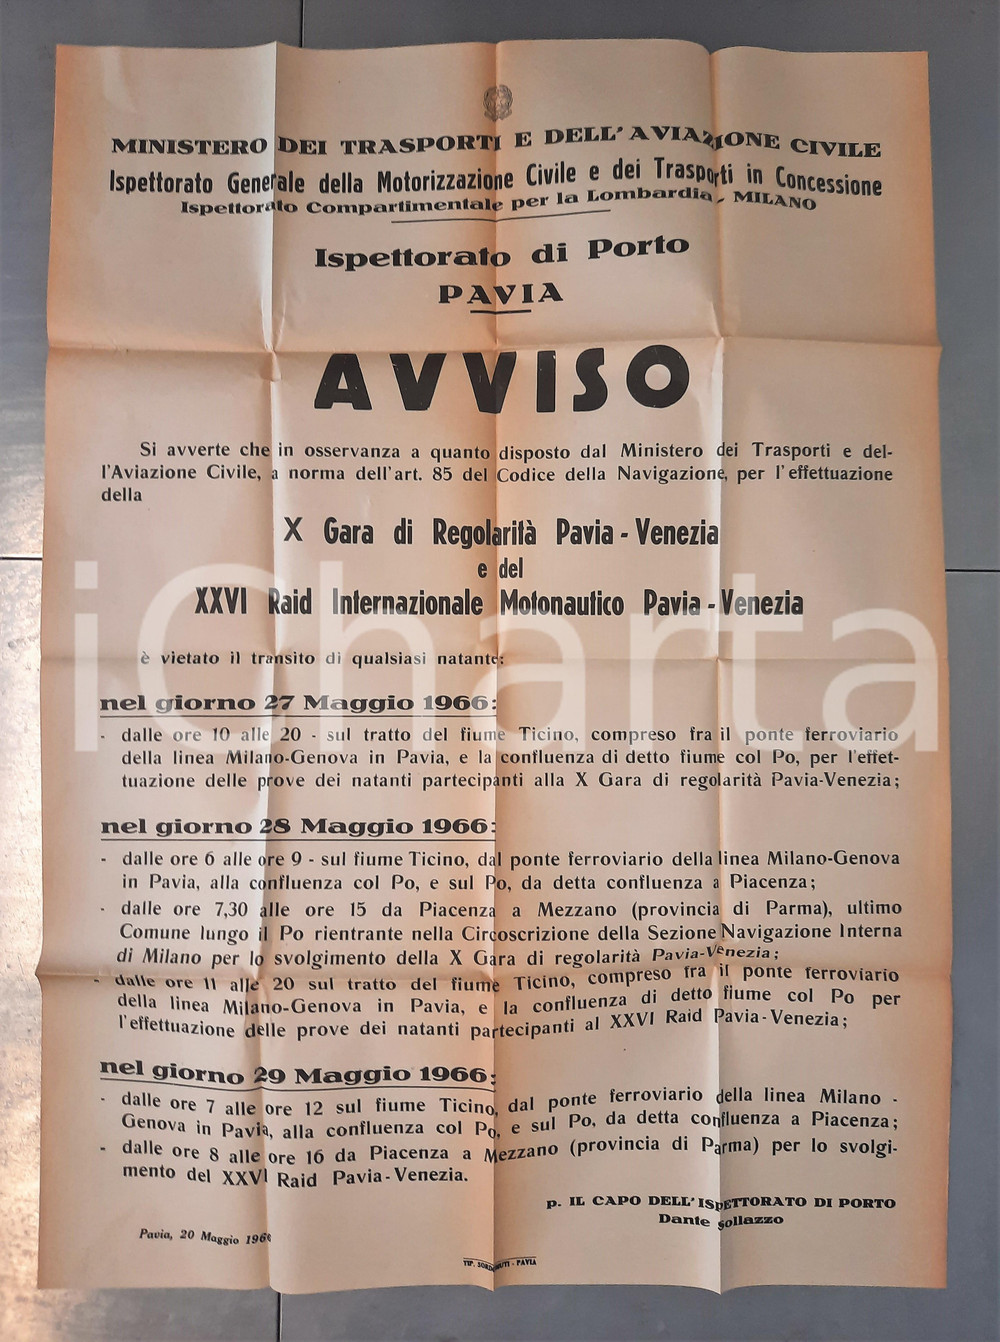 MINISTERO DEI TRASPORTI E DELL'AVIAZIONE CIVILE
Ispettorato Generale della Motorizzazione Civile e dei Trasporti in Concessione
Ispettorato Compartimentale per la Lombardia - MILANO
Ispettorato di Porto
PAVIA
AVVISO
Si avverte che in osservanza a quanto disposto dal Ministero dei Trasporti e del-
l'Aviazione Civile, a norma dell'art. 85 del Codice della Navigazione, per l'effettuazione
della
X Gara di Regolarità Pavia - Venezia
e del
XXVI Raid Internazionale Motonautico Pavia - Venezia
iCharta
è vietato il transito di qualsiasi natante:
nel giorno 27 Maggio 1966:
- dalle ore 10 alle 20 - sul tratto del fiume Ticino, compreso fra il ponte ferroviario
della linea Milano-Genova in Pavia, e la confluenza di detto fiume col Po, per l'effet-
tuazione delle prove dei natanti partecipanti alla X Gara di regolarità Pavia-Venezia;
nel giorno 28 Maggio 1966:
- dalle ore 6 alle ore 9 - sul fiume Ticino, dal ponte ferroviario della linea Milano-Genova
in Pavia, alla confluenza col Po, e sul Po, da detta confluenza a Piacenza;
- dalle ore 7,30 alle ore 15 da Piacenza a Mezzano (provincia di Parma), ultimo
Comune lungo il Po rientrante nella Circoscrizione della Sezione Navigazione Interna
di Milano per lo svolgimento della X Gara di regolarità Pavia-Venezia;
- dalle ore 11 alle 20 sul tratto del fiume Ticino, compreso fra il ponte ferroviario
della linea Milano-Genova in Pavia, e la confluenza di detto fiume col Po per
l'effettuazione delle prove dei natanti partecipanti al XXVI Raid Pavia-Venezia;
nel giorno 29 Maggio 1966:
- dalle ore 7 alle ore 12 sul fiume Ticino, dal ponte ferroviario della linea Milano -
Genova in Pavia, alla confluenza col Po, e sul Po, da detta confluenza a Piacenza;
- dalle ore 8 alle ore 16 da Piacenza a Mezzano (provincia di Parma) per lo svolgi-
mento del XXVI Raid Pavia-Venezia.
p. IL CAPO DELL'ISPETTORATO DI PORTO
Dante Sollazzo
Pavia, 20 Maggio 1966
TIP. - PAVIA